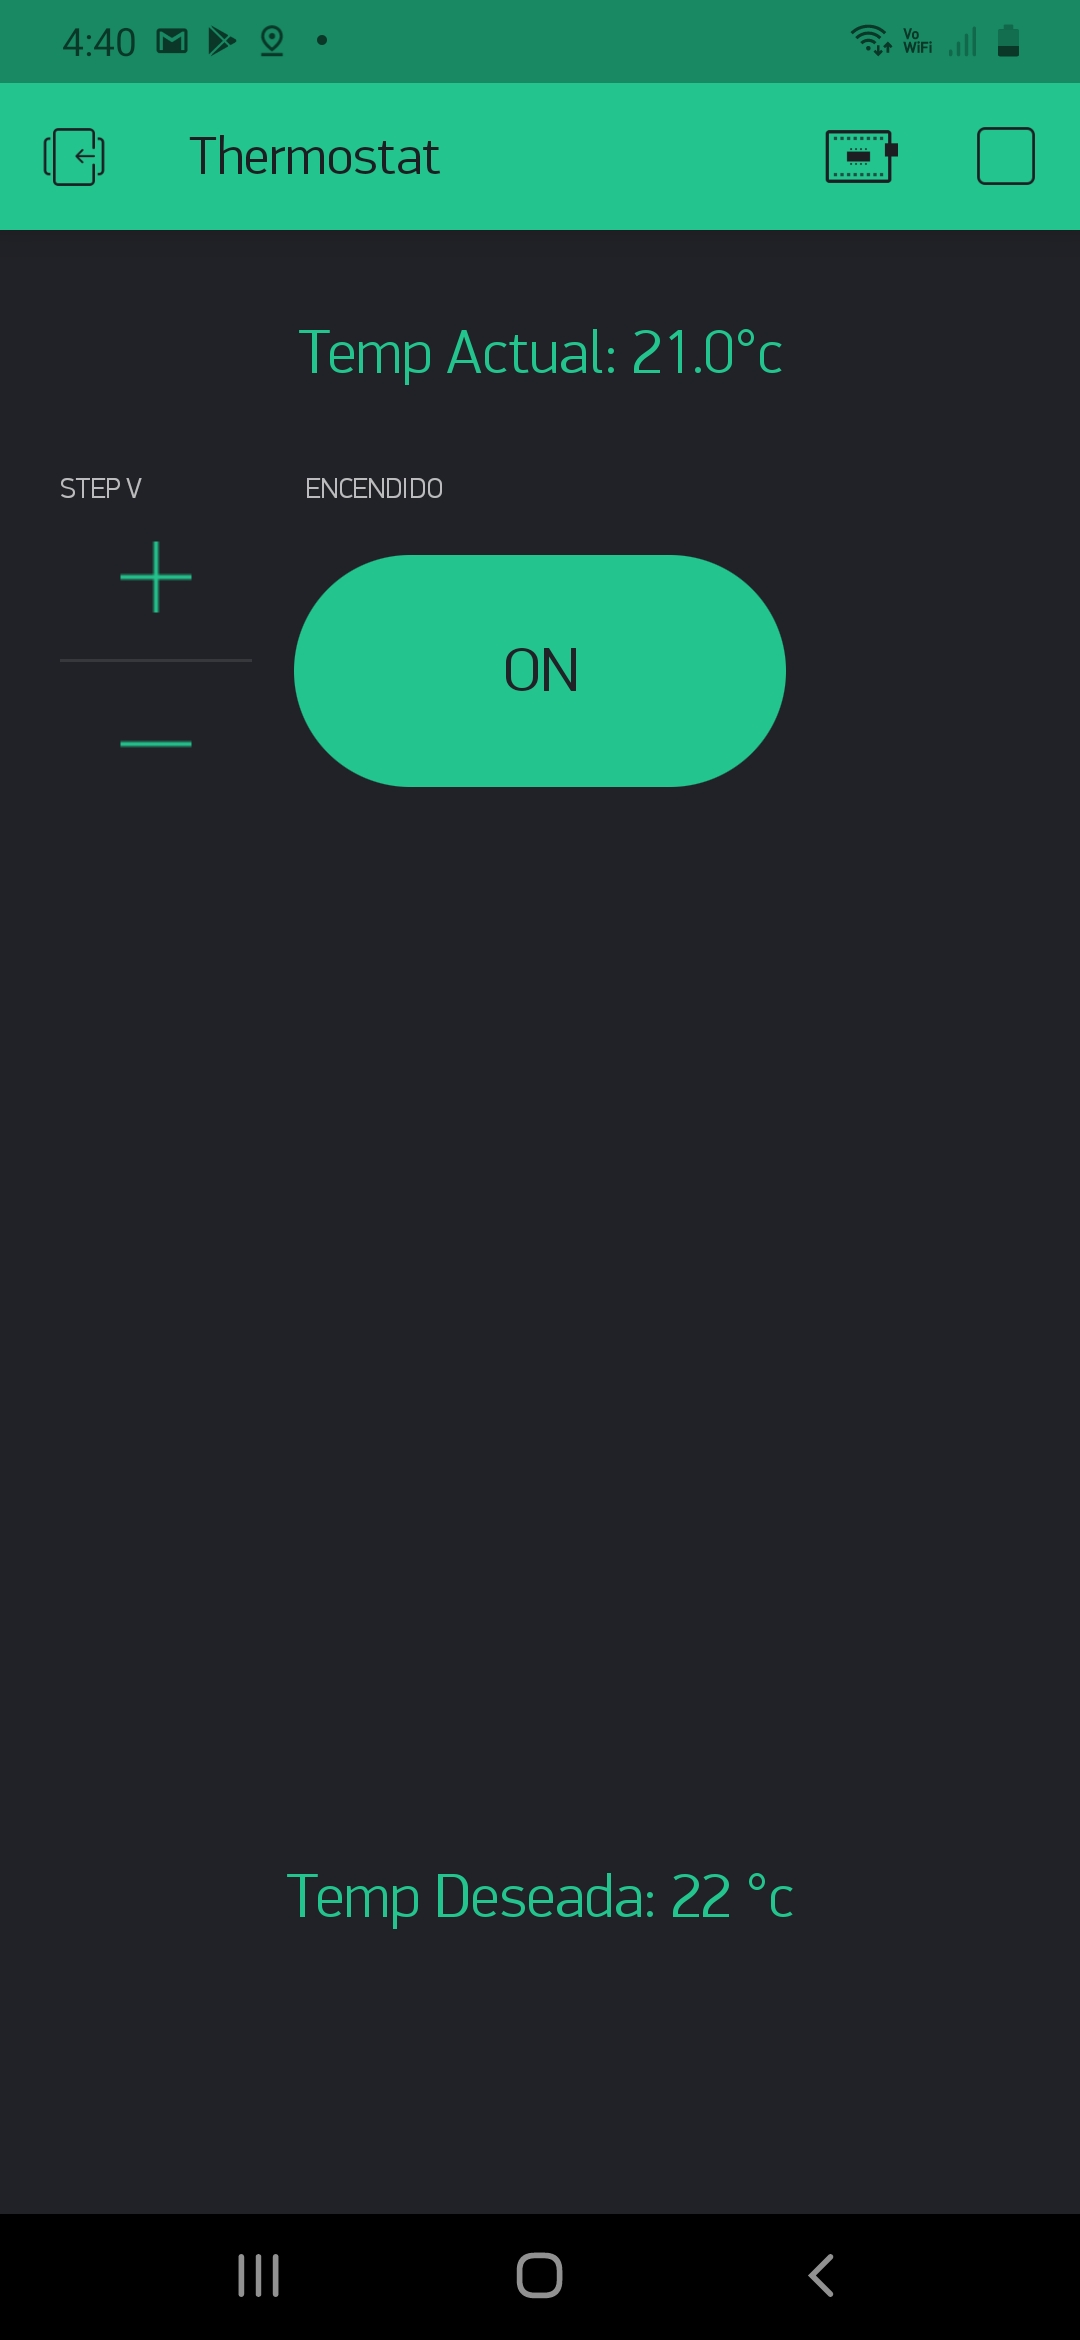 4:40
Vo
WiFi
Thermostat
Temp Actual: 21.0°c
STEP V
ENCENDIDO
ON
Temp Deseada: 22 °c